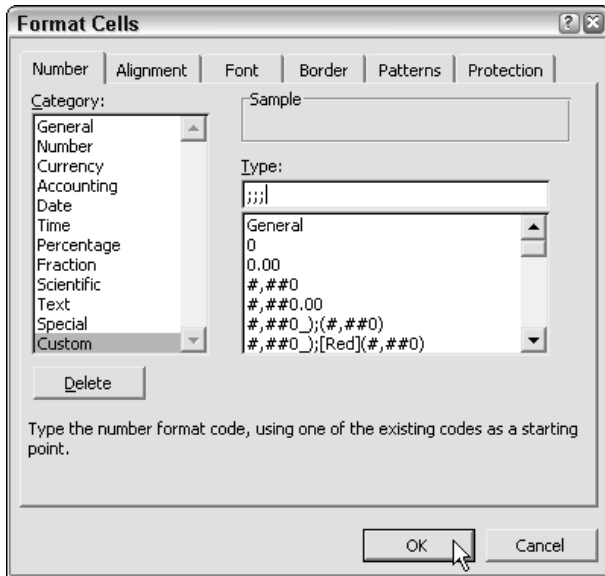 Format Cells
Number Alignment Font Border Patterns Protection
Category:
General
Number
Currency
Accounting
Date
Time
Percentage
Fraction
Scientific
Text
Special
Custom
Sample
Type:
;;;
General
0
0.00
#,##0
#,##0.00
#,##0_);(#,##0)
#,##0_);[Red](#,##0)
Delete
Type the number format code, using one of the existing codes as a starting
point.
OK Cancel